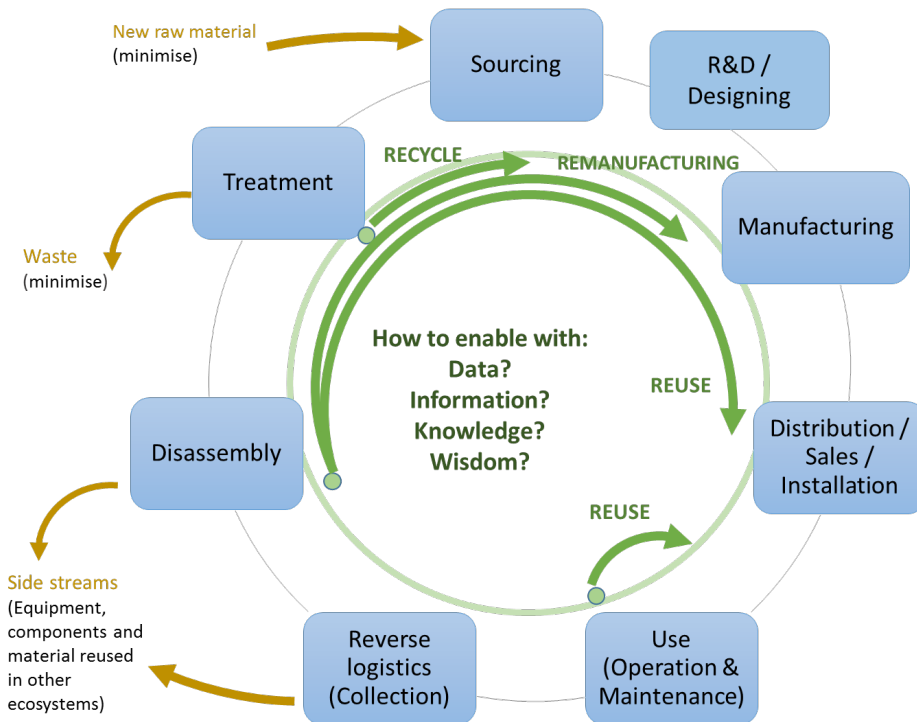 New raw material
(minimise)
Sourcing
R&D /
Designing
RECYCLE
REMANUFACTURING
Treatment
Manufacturing
Waste
(minimise)
How to enable with:
Data?
Information?
Knowledge?
Wisdom?
REUSE
Disassembly
Distribution /
Sales /
Installation
REUSE
Side streams
(Equipment,
components and
material reused
in other
ecosystems)
Reverse
logistics
(Collection)
Use
(Operation &
Maintenance)